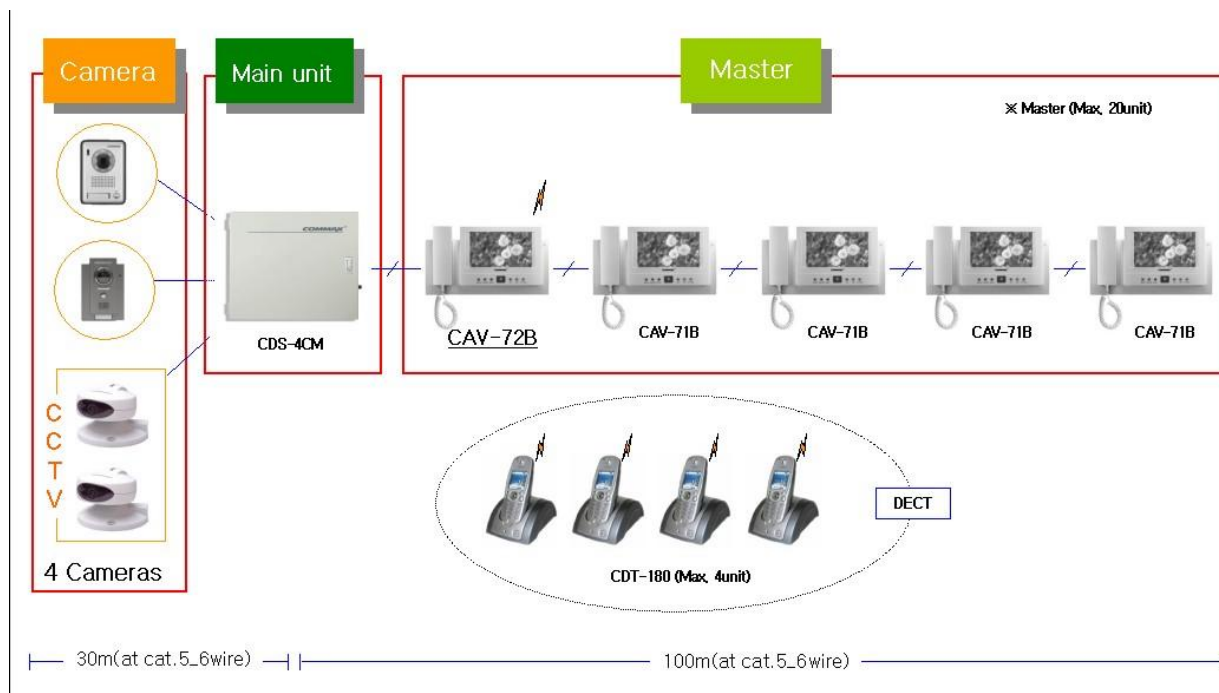 Camera
Main unit
Master
※ Master (Max, 20unit)
COMMAX
CDS-4CM
CAV-72B
CAV-71B
CAV-71B
CAV-71B
CAV-71B
C
C
T
V
4 Cameras
DECT
CDT-180 (Max, 4unit)
30m(at cat.5_6wire)
100m(at cat.5_6wire)